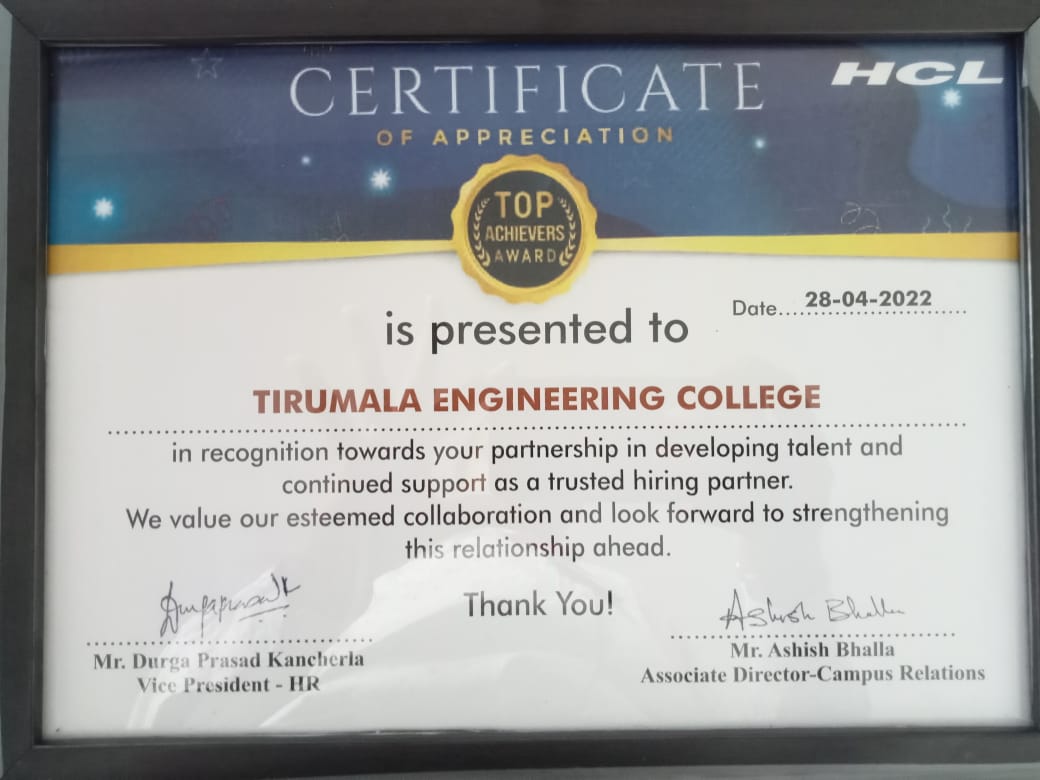 CERTIFICATE
HCL
OF APPRECIATION
TOP
ACHIEVERS
AWARD
Date....28-04-2022......
is presented to
TIRUMALA ENGINEERING COLLEGE
in recognition towards your partnership in developing talent and
continued support as a trusted hiring partner.
We value our esteemed collaboration and look forward to strengthening
this relationship ahead.
Thank You!
Durgaprasad K
Ashish Bhalla
Mr. Durga Prasad Kancherla
Vice President - HR
Mr. Ashish Bhalla
Associate Director-Campus Relations